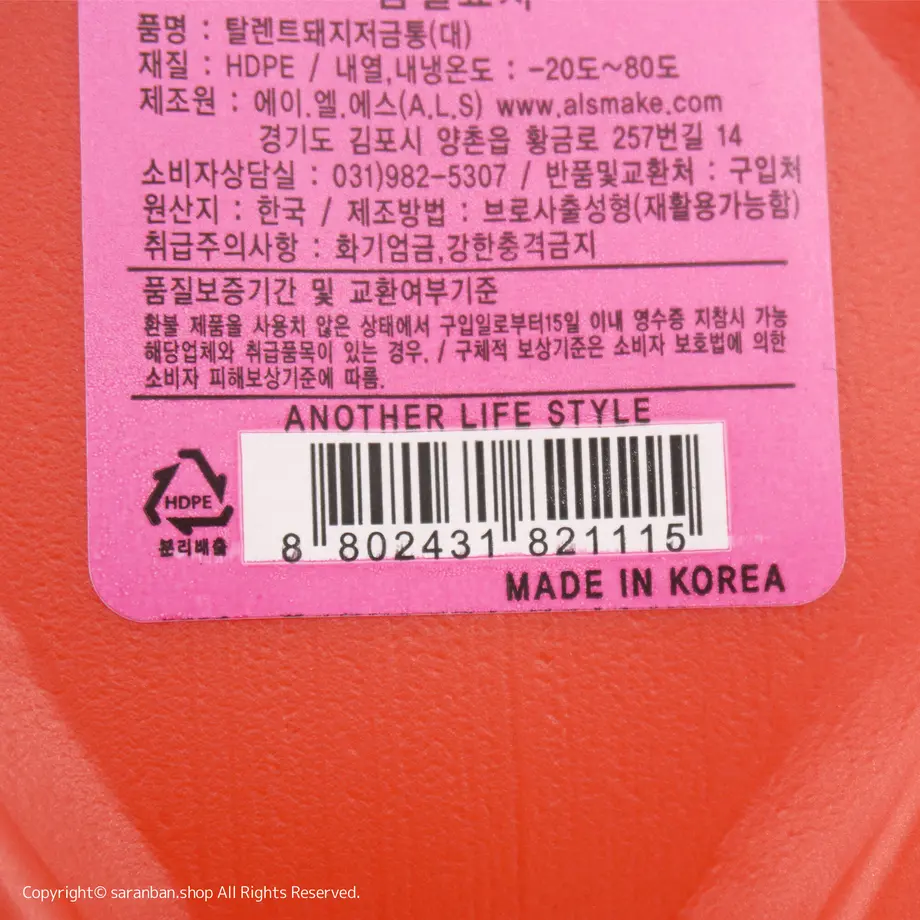 품질표시
품명 : 탈렌트돼지저금통(대)
재질 : HDPE / 내열,내냉온도 : -20도~80도
제조원 : 에이.엘.에스(A.L.S) www.alsmake.com
경기도 김포시 양촌읍 황금로 257번길 14
소비자상담실 : 031)982-5307 / 반품및교환처 : 구입처
원산지 : 한국 / 제조방법 : 브로사출성형(재활용가능함)
취급주의사항 : 화기엄금,강한충격금지
품질보증기간 및 교환여부기준
환불 제품을 사용치 않은 상태에서 구입일로부터15일 이내 영수증 지참시 가능
해당업체와 취급품목이 있는 경우. / 구체적 보상기준은 소비자 보호법에 의한
소비자 피해보상기준에 따름.
ANOTHER LIFE STYLE
HDPE
분리배출
8 802431 821115
MADE IN KOREA
Copyright© saranban.shop All Rights Reserved.